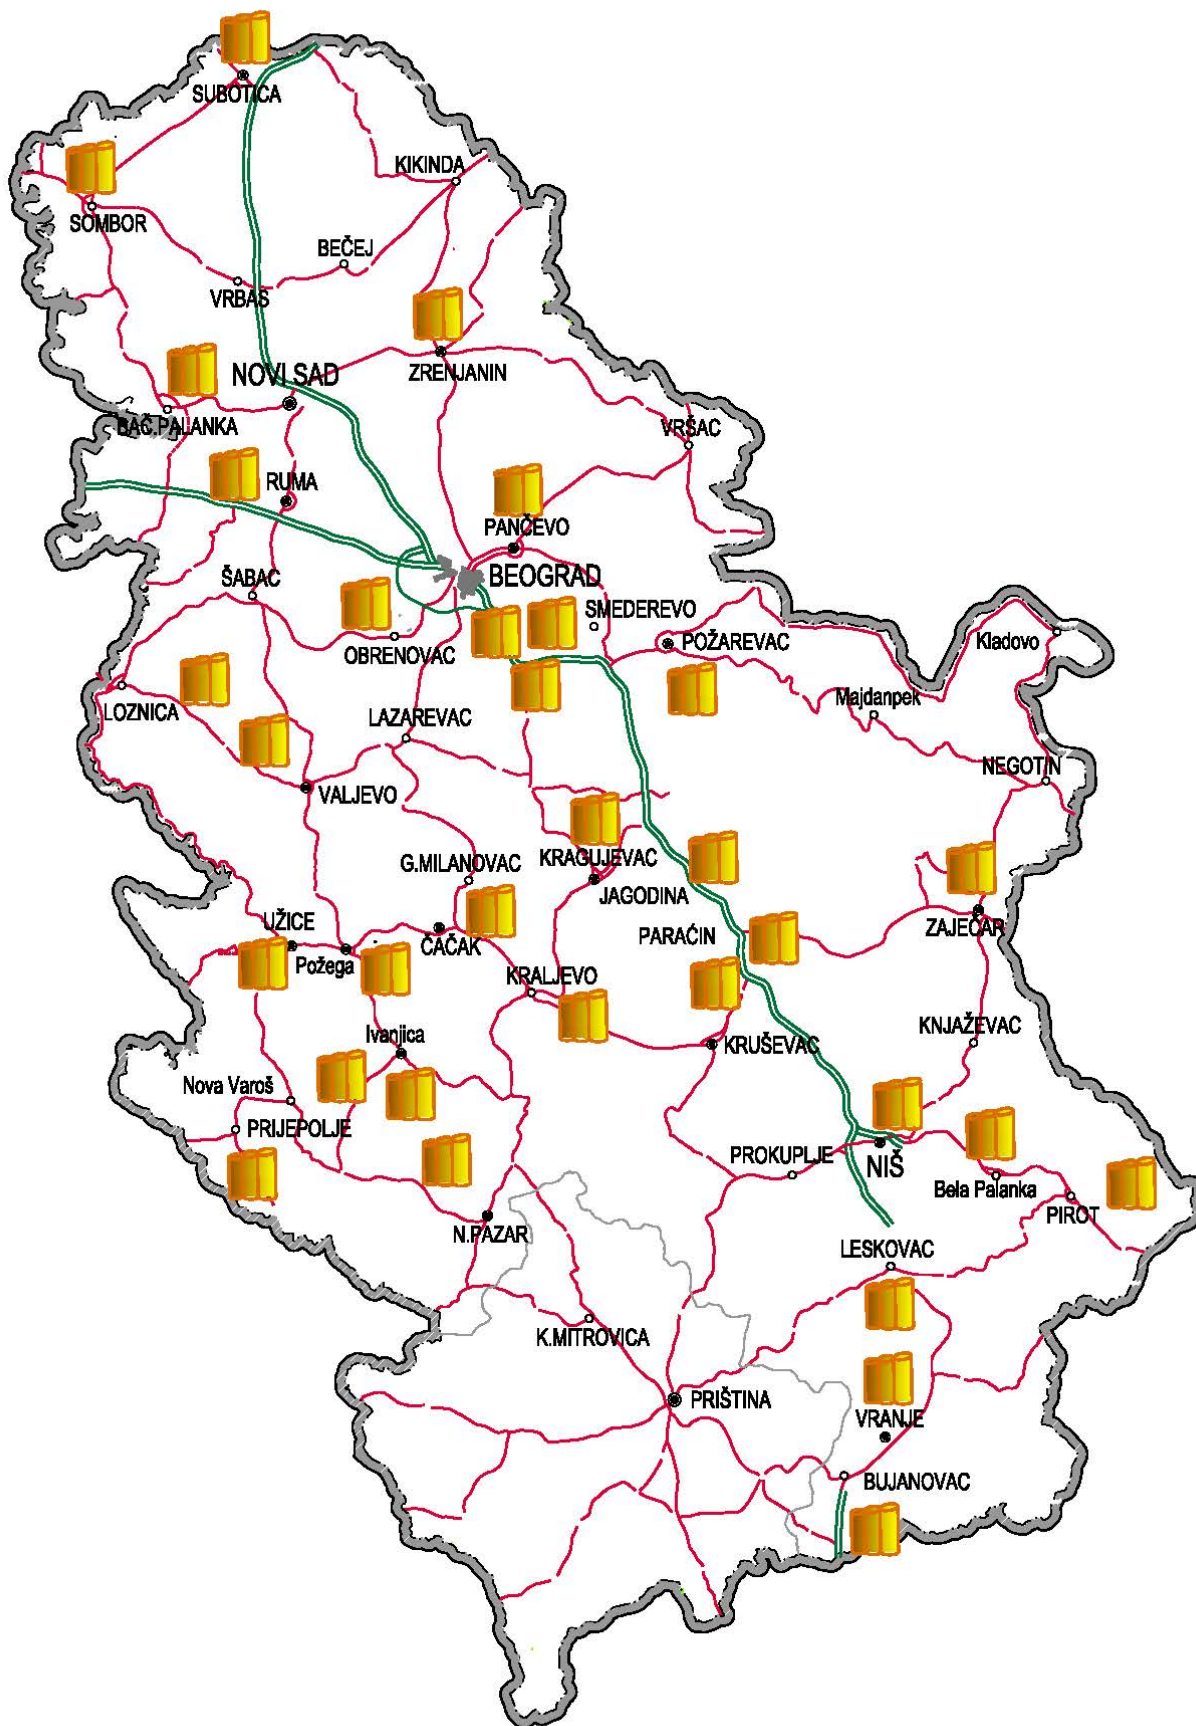 SUBOTICA
KIKINDA
SOMBOR
BEČEJ
VRBAS
NOVI SAD
ZRENJANIN
BAČ.PALANKA
VRŠAC
RUMA
PANČEVO
BEOGRAD
ŠABAC
SMEDEREVO
POŽAREVAC
Kladovo
OBRENOVAC
LOZNICA
Majdanpek
LAZAREVAC
NEGOTIN
VALJEVO
G.MILANOVAC
KRAGUJEVAC
JAGODINA
UŽICE
Požega
ČAČAK
PARAĆIN
ZAJEČAR
KRALJEVO
Ivanjica
KRUŠEVAC
KNJAŽEVAC
Nova Varoš
PRIJEPOLJE
PROKUPLJE
NIŠ
Bela Palanka
PIROT
N.PAZAR
LESKOVAC
K.MITROVICA
PRIŠTINA
VRANJE
BUJANOVAC